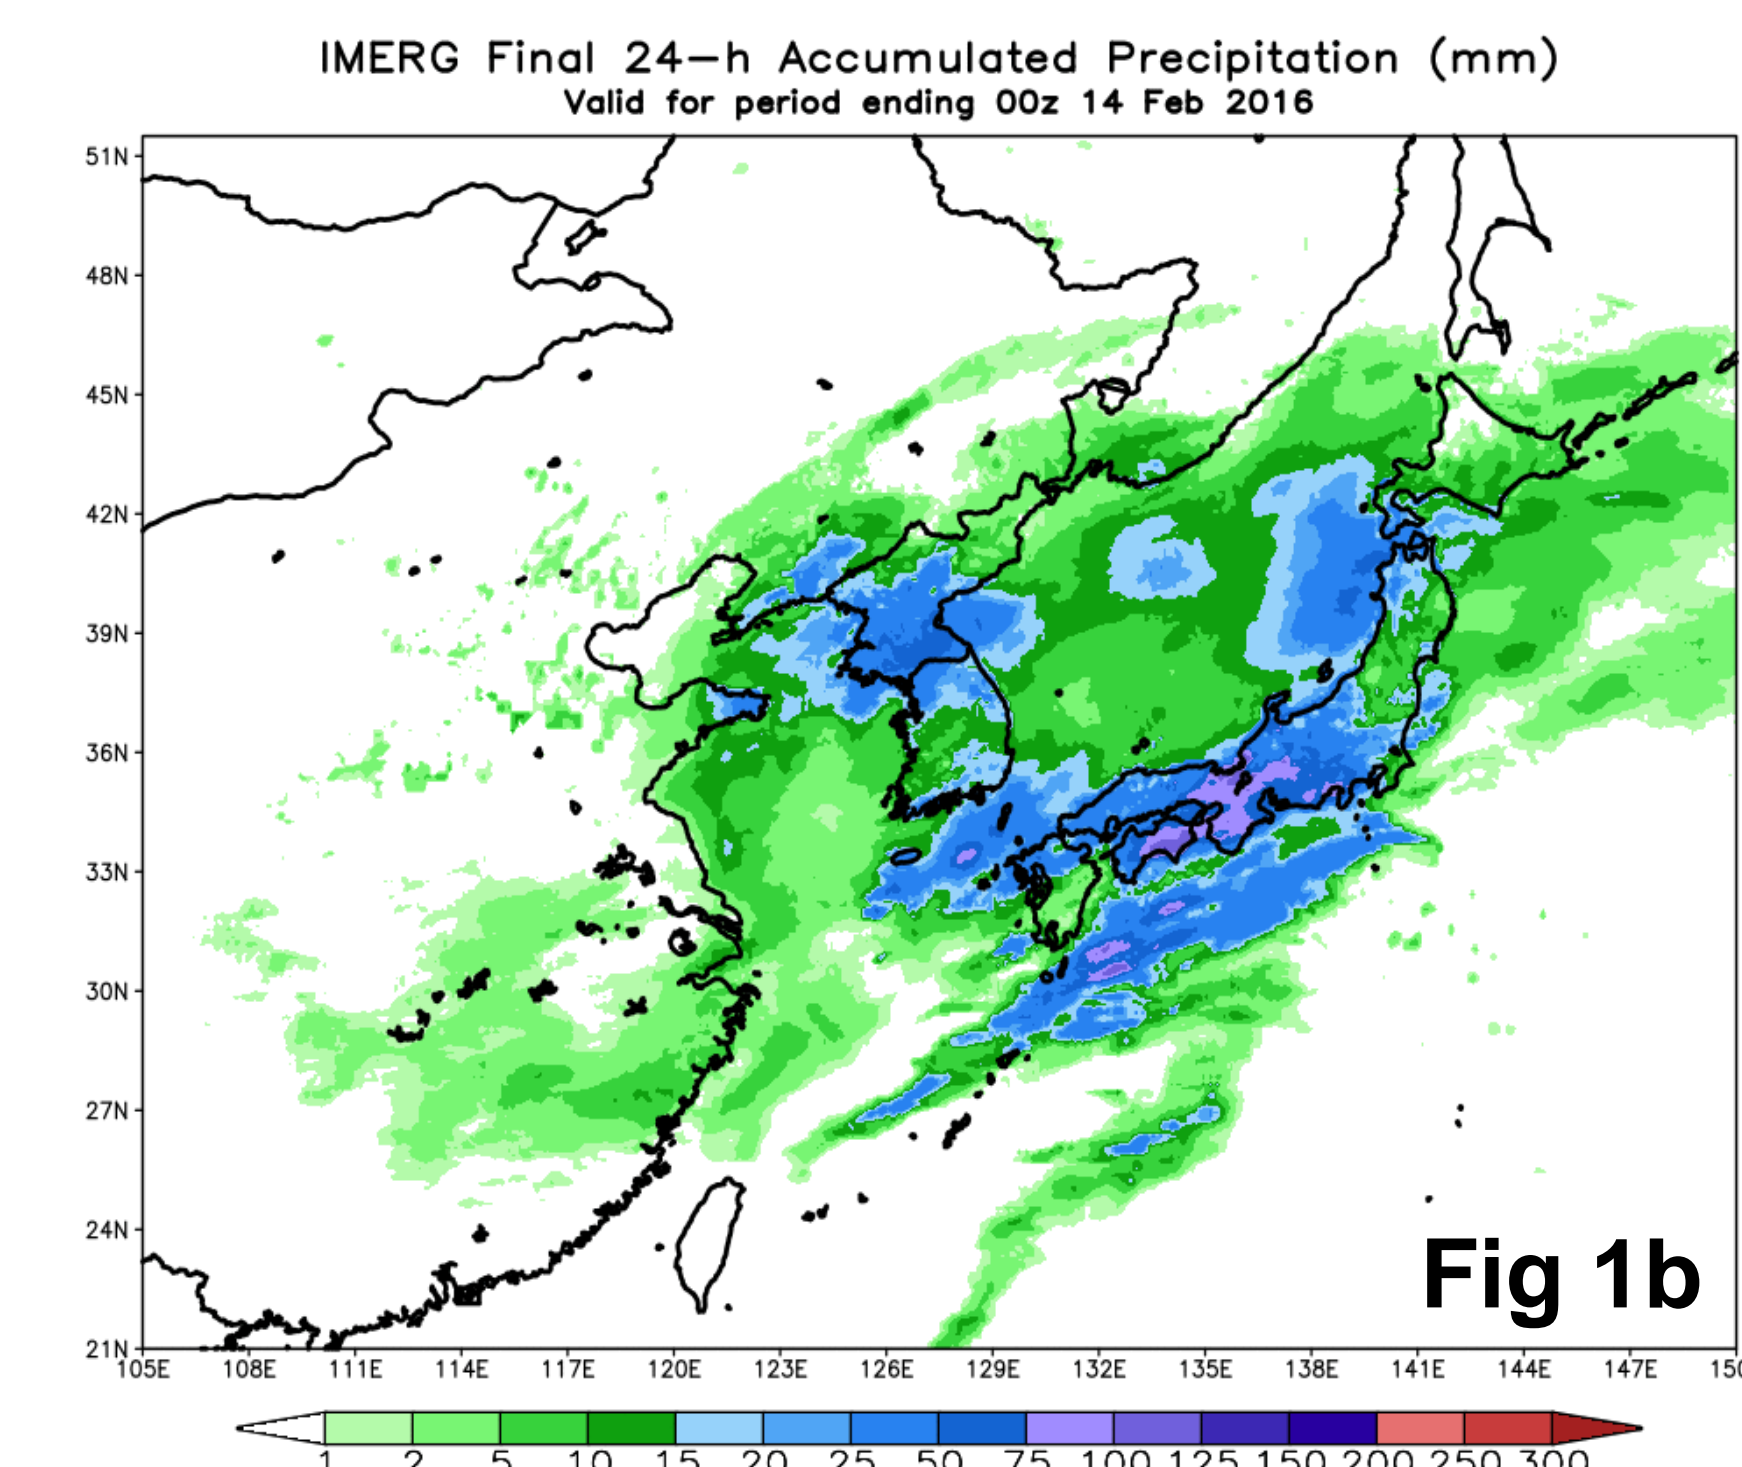 IMERG Final 24-h Accumulated Precipitation (mm)
Valid for period ending 00z 14 Feb 2016
51N
48N
45N
42N
39N
36N
33N
30N
27N
24N
21N
Fig 1b
105E 108E 111E 114E 117E 120E 123E 126E 129E 132E 135E 138E 141E 144E 147E 150
1 2 5 10 15 20 25 50 75 100 125 150 200 250 300